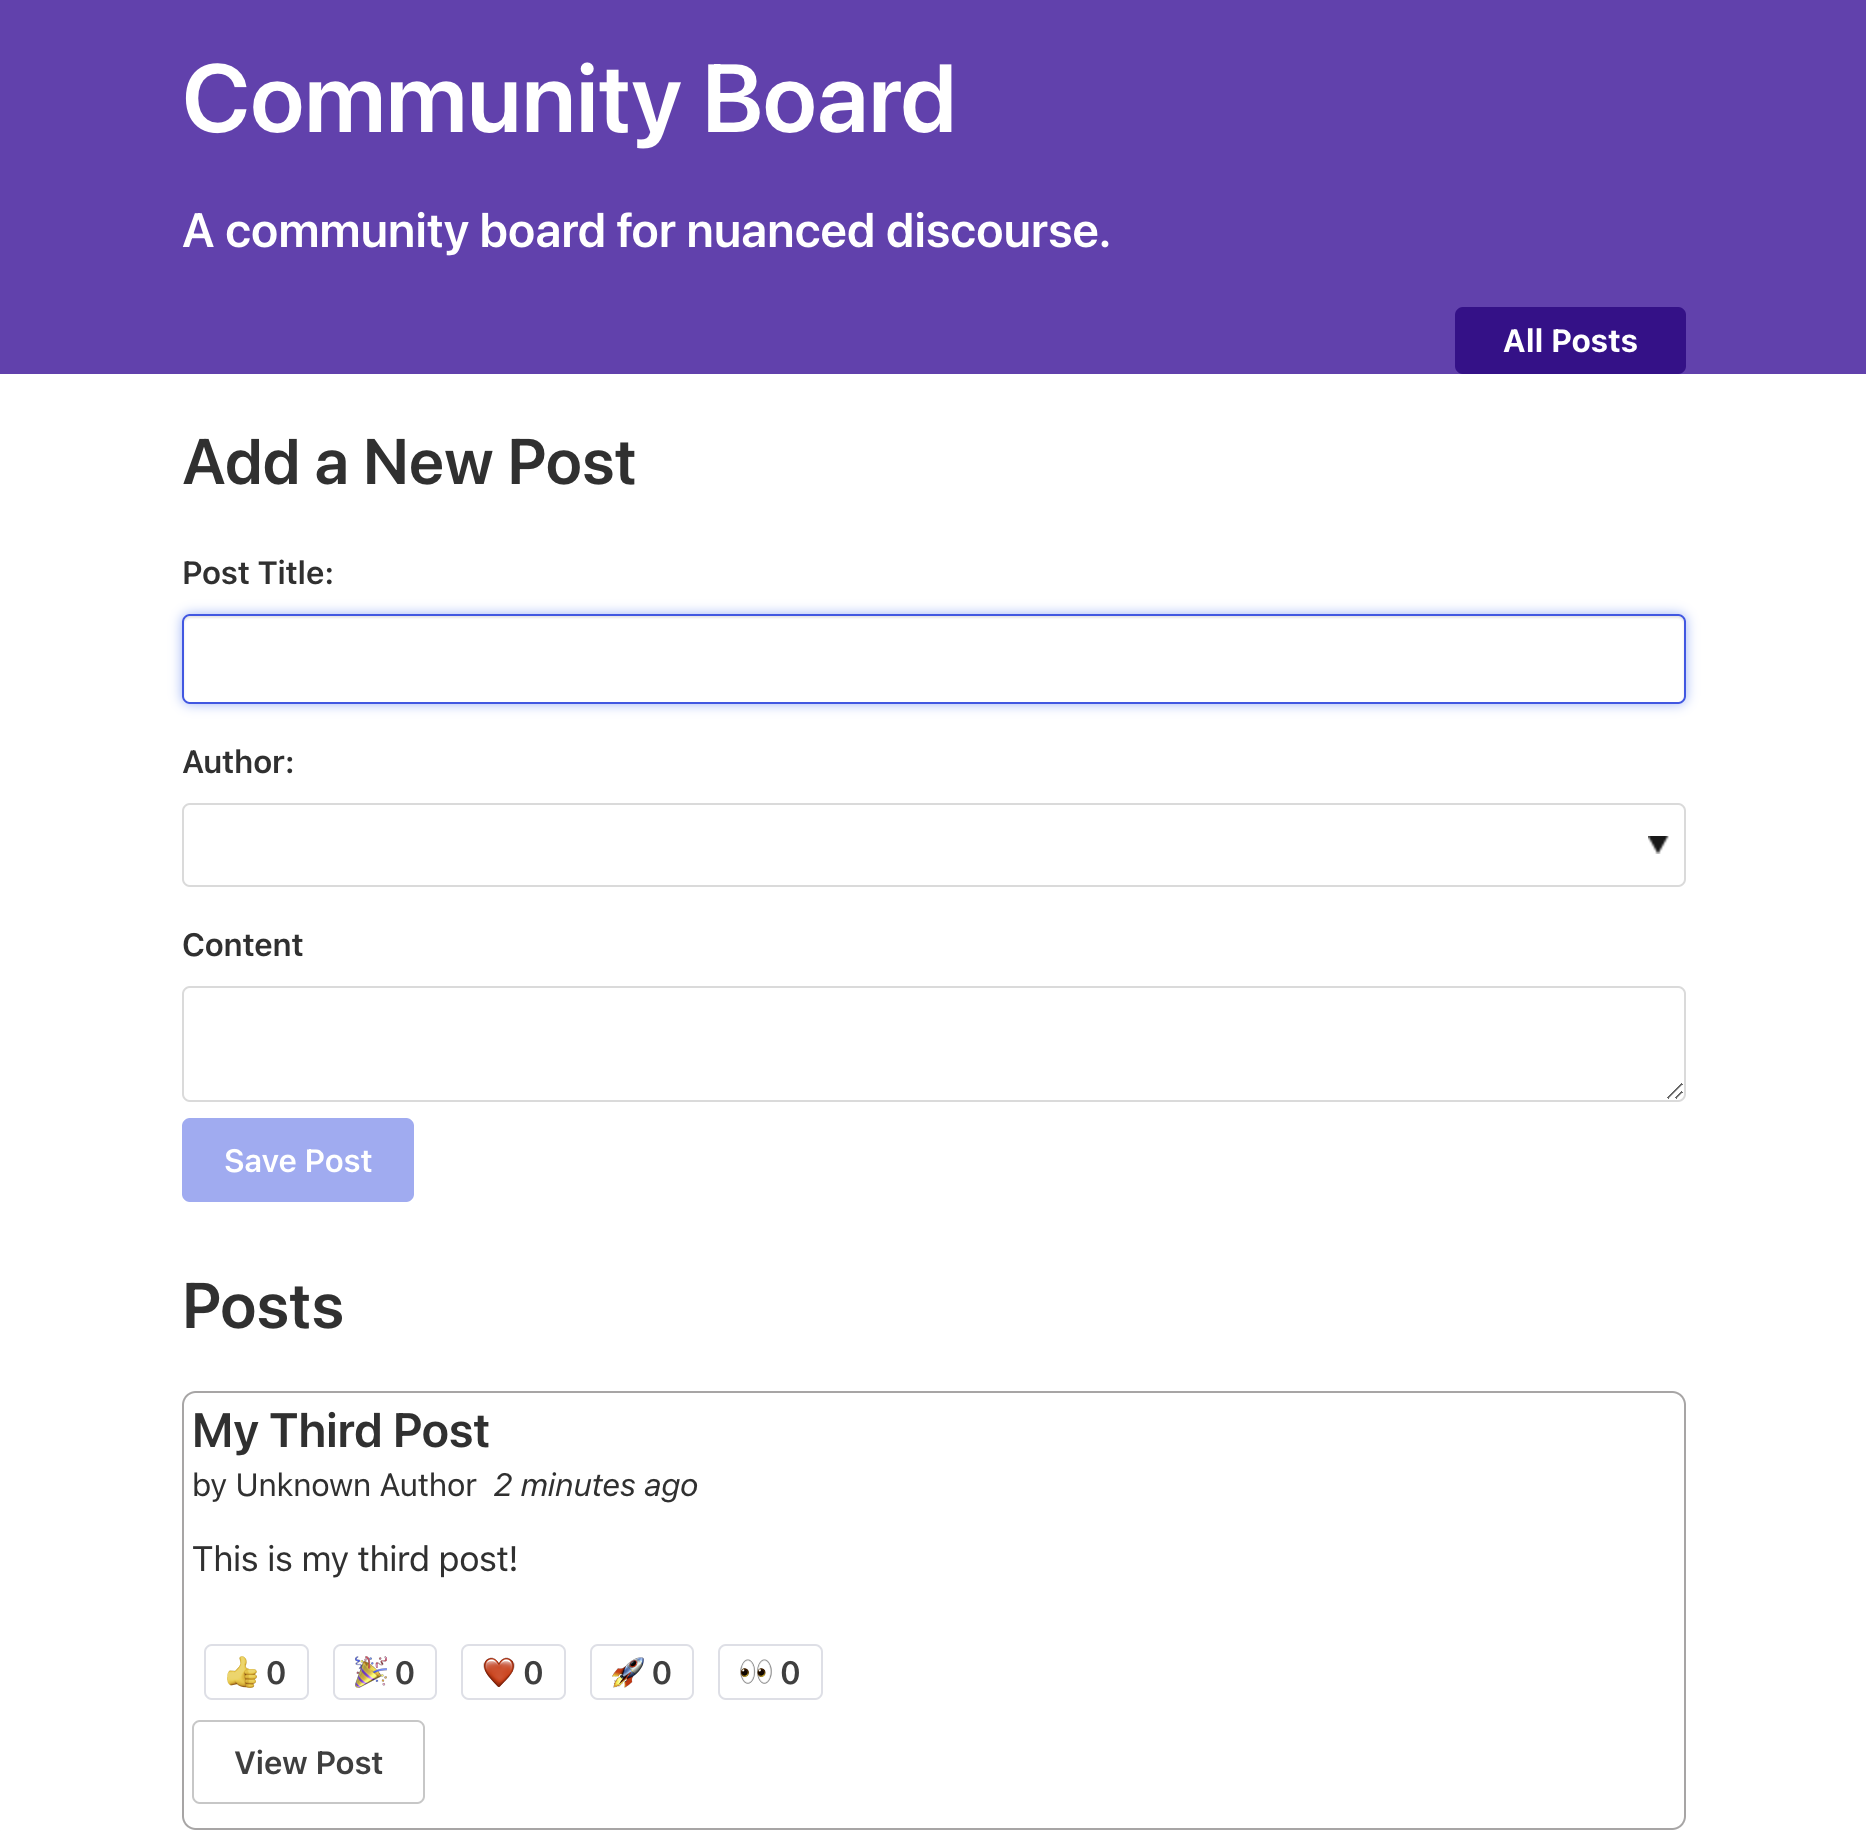 Community Board
A community board for nuanced discourse.
All Posts
Add a New Post
Post Title:
Author:
Content
Save Post
Posts
My Third Post
by Unknown Author 2 minutes ago
This is my third post!
👍 0 🎉 0 ❤️ 0 🚀 0 👀 0
View Post